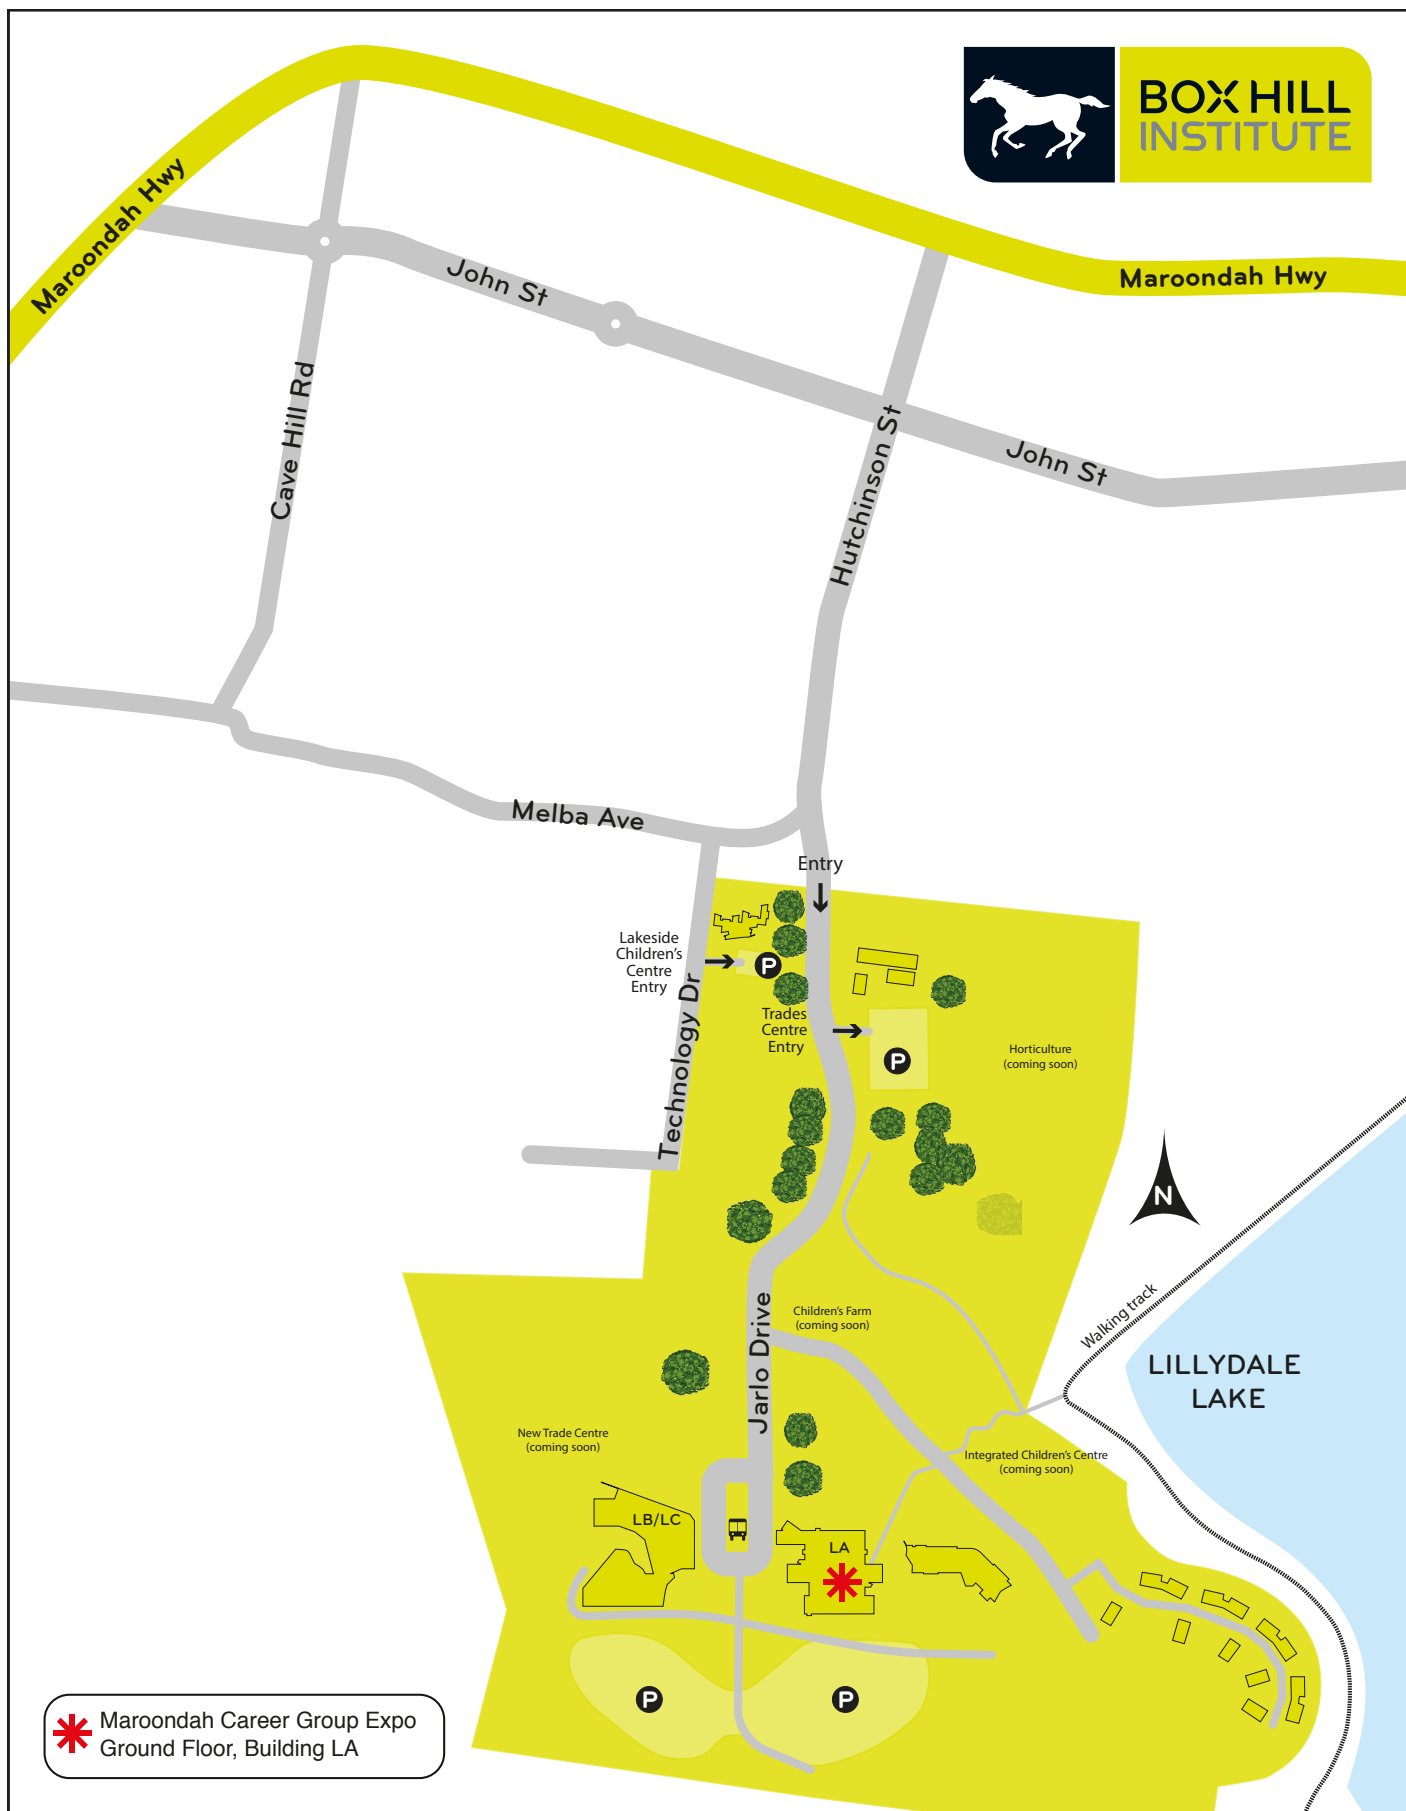 BOX HILL
INSTITUTE
Maroondah Hwy
Maroondah Hwy
John St
Cave Hill Rd
Hutchinson St
John St
Melba Ave
Entry
Lakeside
Children's
Centre
Entry
P
Technology Dr
Trades
Centre
Entry
P
Horticulture
(coming soon)
N
Walking track
LILLYDALE
LAKE
Children's Farm
(coming soon)
Jarlo Drive
New Trade Centre
(coming soon)
Integrated Children's Centre
(coming soon)
LB/LC
LA
P
P
Maroondah Career Group Expo
Ground Floor, Building LA